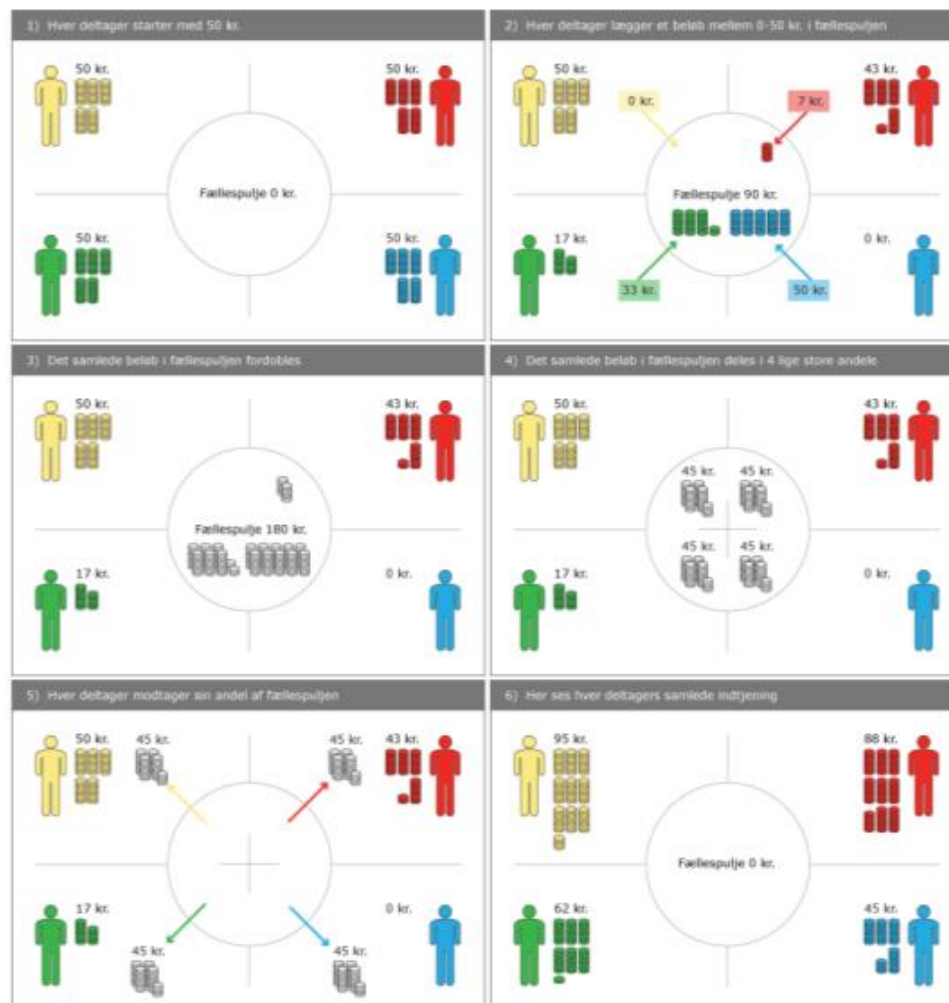 1) Hver deltager starter med 50 kr.
50 kr.
50 kr.
Fællespulje 0 kr.
50 kr.
50 kr.
2) Hver deltager lægger et beløb mellem 0-50 kr. i fællespuljen
50 kr.
43 kr.
0 kr.
7 kr.
Fællespulje 90 kr.
17 kr.
0 kr.
33 kr.
50 kr.
3) Det samlede beløb i fællespuljen fordobles
50 kr.
43 kr.
Fællespulje 180 kr.
17 kr.
0 kr.
4) Det samlede beløb i fællespuljen deles i 4 lige store andele
50 kr.
43 kr.
45 kr.
45 kr.
45 kr.
45 kr.
17 kr.
0 kr.
5) Hver deltager modtager sin andel af fællespuljen
50 kr.
45 kr.
45 kr.
43 kr.
17 kr.
0 kr.
45 kr.
45 kr.
6) Her ses hver deltagers samlede indtjening
95 kr.
88 kr.
Fællespulje 0 kr.
62 kr.
45 kr.